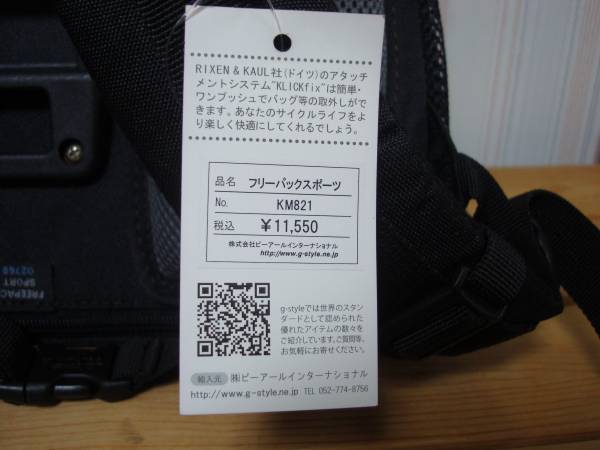 RIXEN & KAUL社(ドイツ)のアタッチ
メントシステム"KLICKfix"は簡単・
ワンプッシュでバッグ等の取外しがで
きます。あなたのサイクルライフをよ
り楽しく快適にしてくれるでしょう。
品名 フリーパックスポーツ
No. KM821
税込 ¥11,550
株式会社ピーアールインターナショナル
http://www.g-style.ne.jp
g-styleでは世界のスタン
ダードとして認められた
優れたアイテムの数々を
ご紹介しています。ご質問等、
お気軽にお寄せください。
輸入元 ㈱ピーアールインターナショナル
http://www.g-style.ne.jp TEL 052-774-8756
FREEPAC
SPORT
02768